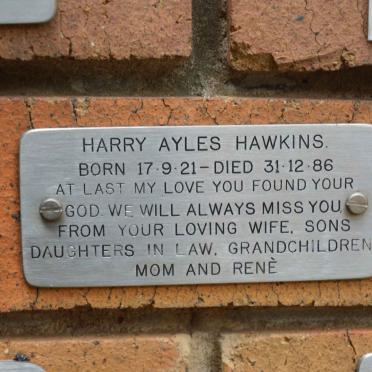 HARRY AYLES HAWKINS.
BORN 17·9·21–DIED 31·12·86
AT LAST MY LOVE YOU FOUND YOUR
GOD. WE WILL ALWAYS MISS YOU
FROM YOUR LOVING WIFE, SONS
DAUGHTERS IN LAW, GRANDCHILDREN
MOM AND RENÈ